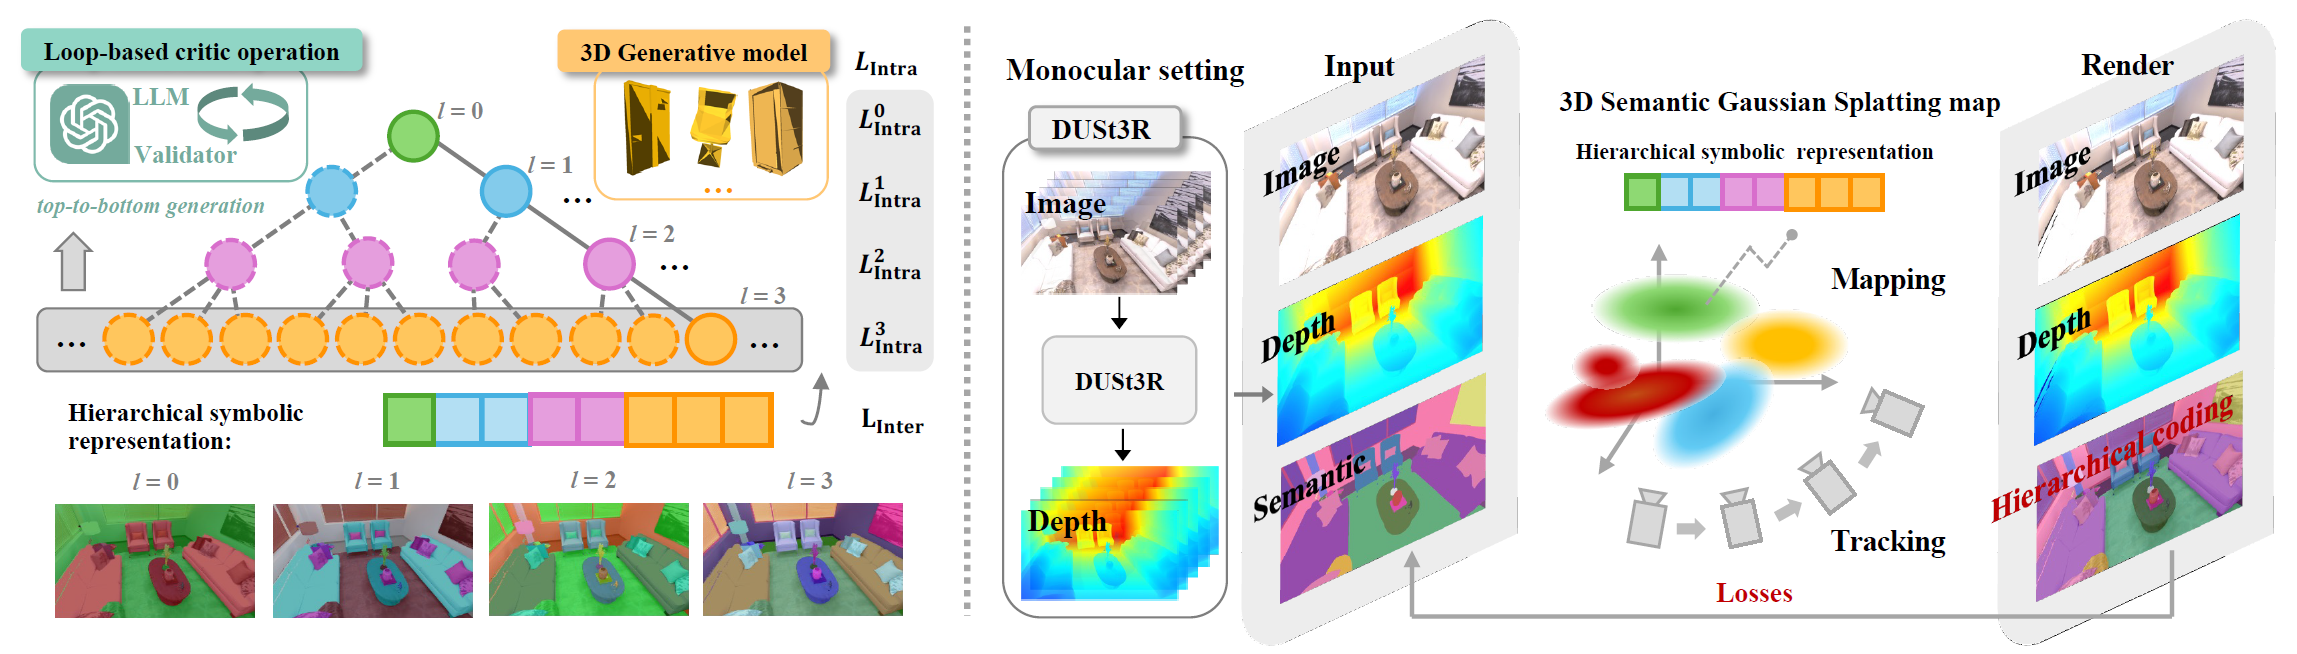 Loop-based critic operation
LLM
Validator
top-to-bottom generation
3D Generative model
...
l = 0
l = 1
...
l = 2
...
l = 3
...
...
L_Intra
L^0_Intra
L^1_Intra
L^2_Intra
L^3_Intra
L_Inter
Hierarchical symbolic
representation:
l = 0
l = 1
l = 2
l = 3
Monocular setting
DUSt3R
Image
DUSt3R
Depth
Input
Image
Depth
Semantic
3D Semantic Gaussian Splatting map
Hierarchical symbolic representation
Mapping
Tracking
Losses
Render
Image
Depth
Hierarchical coding